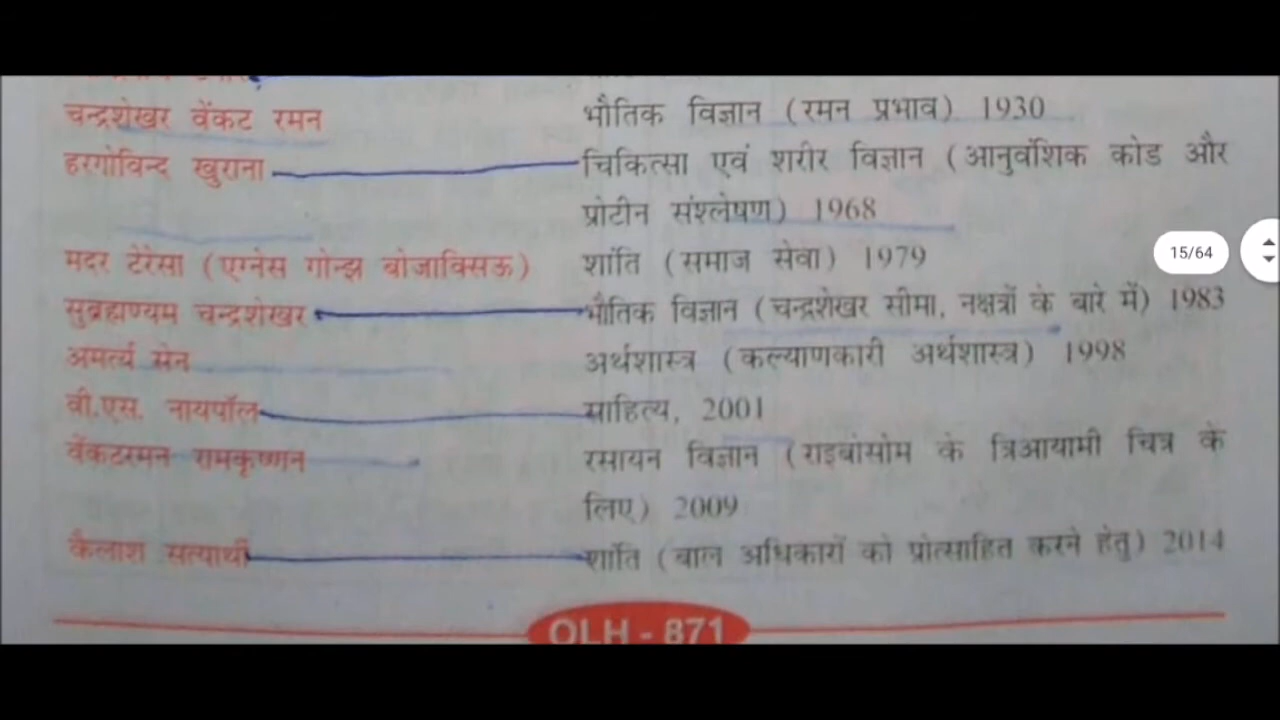 चन्द्रशेखर वेंकट रमन भौतिक विज्ञान (रमन प्रभाव) 1930
हरगोविन्द खुराना चिकित्सा एवं शरीर विज्ञान (आनुवंशिक कोड और
प्रोटीन संश्लेषण) 1968
मदर टेरेसा (एग्नेस गोन्झ बोजाक्सिऊ) शांति (समाज सेवा) 1979
सुब्रह्मण्यम चन्द्रशेखर भौतिक विज्ञान (चन्द्रशेखर सीमा, नक्षत्रों के बारे में) 1983
अमर्त्य सेन अर्थशास्त्र (कल्याणकारी अर्थशास्त्र) 1998
वी.एस. नायपॉल साहित्य, 2001
वेंकटरमन रामकृष्णन रसायन विज्ञान (राइबोसोम के त्रिआयामी चित्र के
लिए) 2009
कैलाश सत्यार्थी शांति (बाल अधिकारों को प्रोत्साहित करने हेतु) 2014
QLH - 871
15/64